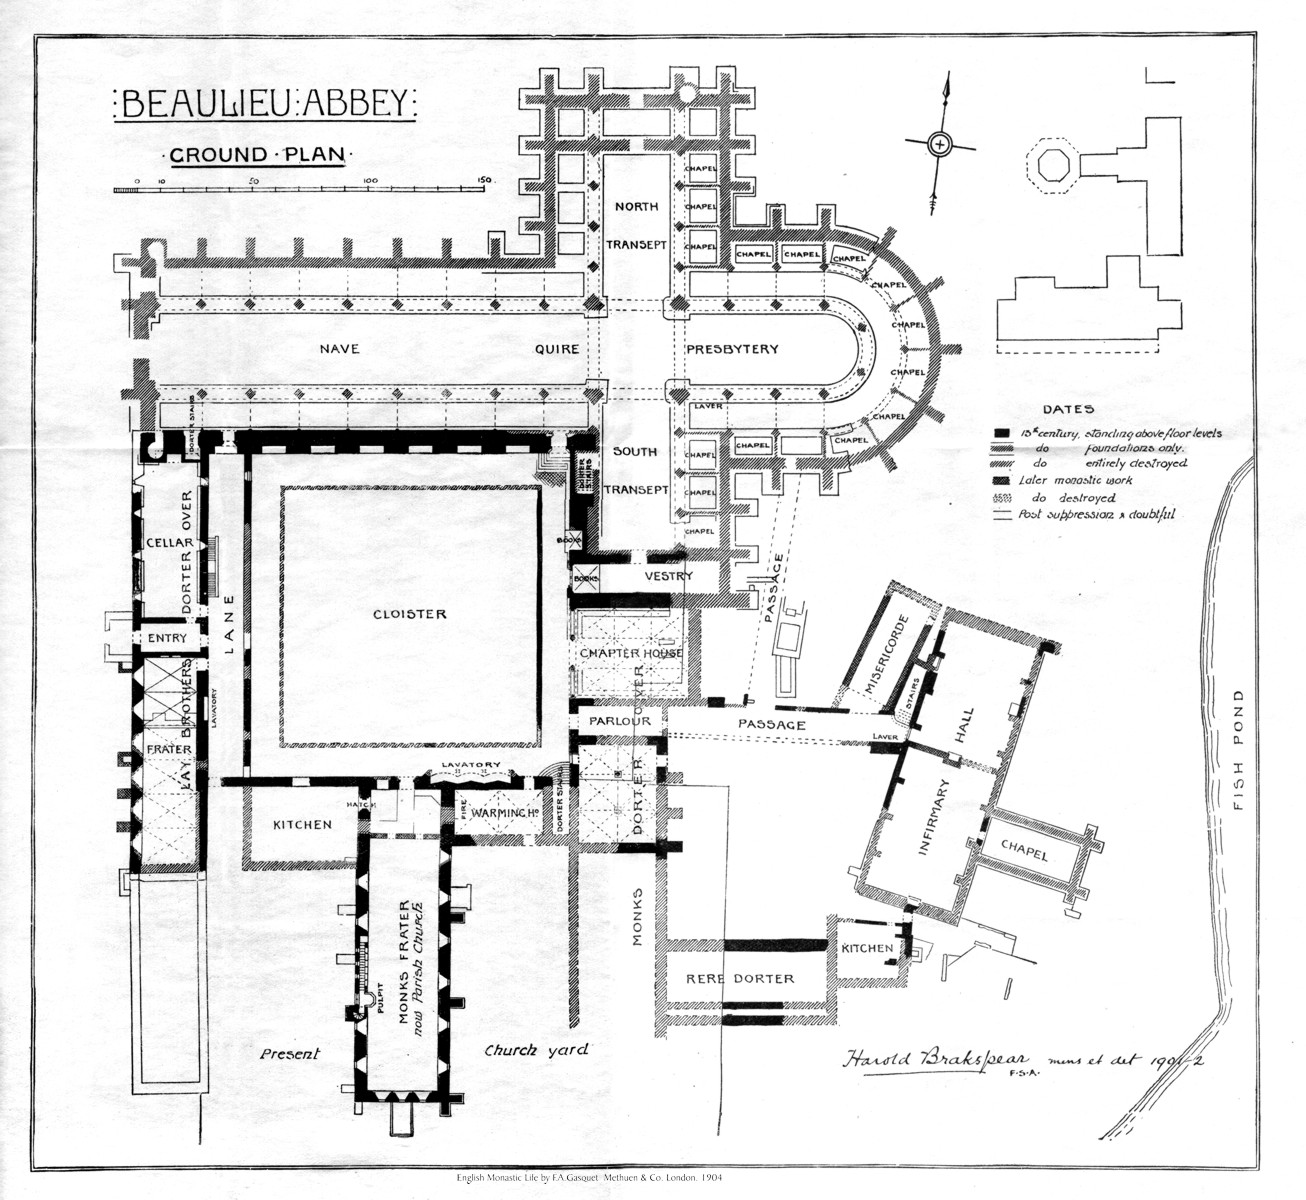 :BEAULIEU:ABBEY:
·GROUND·PLAN·
0 10 50 100 150
CHAPEL
NORTH
TRANSEPT
CHAPEL
CHAPEL
CHAPEL
CHAPEL
CHAPEL
CHAPEL
CHAPEL
CHAPEL
NAVE
QUIRE
PRESBYTERY
CHAPEL
CHAPEL
LAVER
DORTER STAIRS
SOUTH
TRANSEPT
CHAPEL
CHAPEL
CHAPEL
CHAPEL
CHAPEL
DORTER STAIRS
BOOKS
BOOKS
VESTRY
DATES
13th century, standing above floor levels
do foundations only.
do entirely destroyed
Later monastic work
do destroyed
Post suppression & doubtful
CELLAR
DORTER OVER
LANE
ENTRY
CLOISTER
CHAPTER HOUSE
PASSAGE
MISERICORDE
STAIRS
HALL
LAY BROTHERS
LAVATORY
FRATER
PARLOUR
PASSAGE
LAVER
DORTER OVER
FISH POND
LAVATORY
HATCH
KITCHEN
FIRE
WARMING Ho
DORTER STAIRS
INFIRMARY
CHAPEL
MONKS
MONKS FRATER
now Parish Church
PULPIT
RERE DORTER
KITCHEN
Present
Church yard
Harold Brakspear mens et det 1901-2
F.S.A.
English Monastic Life by F.A.Gasquet Methuen & Co. London. 1904